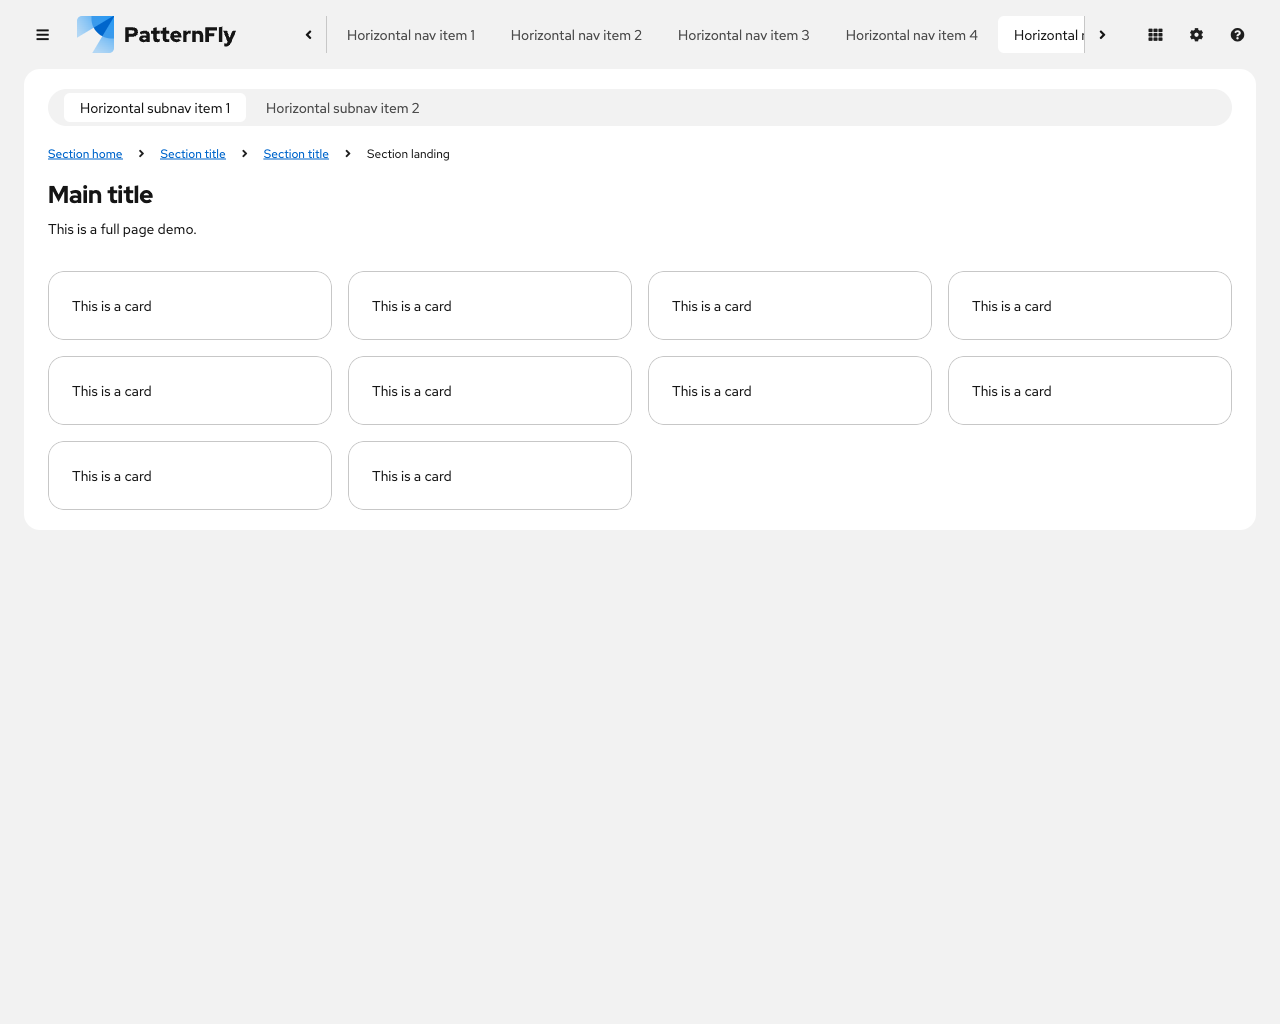 PatternFly
Horizontal nav item 1
Horizontal nav item 2
Horizontal nav item 3
Horizontal nav item 4
Horizontal
Horizontal subnav item 1
Horizontal subnav item 2
Section home
Section title
Section title
Section landing
Main title
This is a full page demo.
This is a card
This is a card
This is a card
This is a card
This is a card
This is a card
This is a card
This is a card
This is a card
This is a card